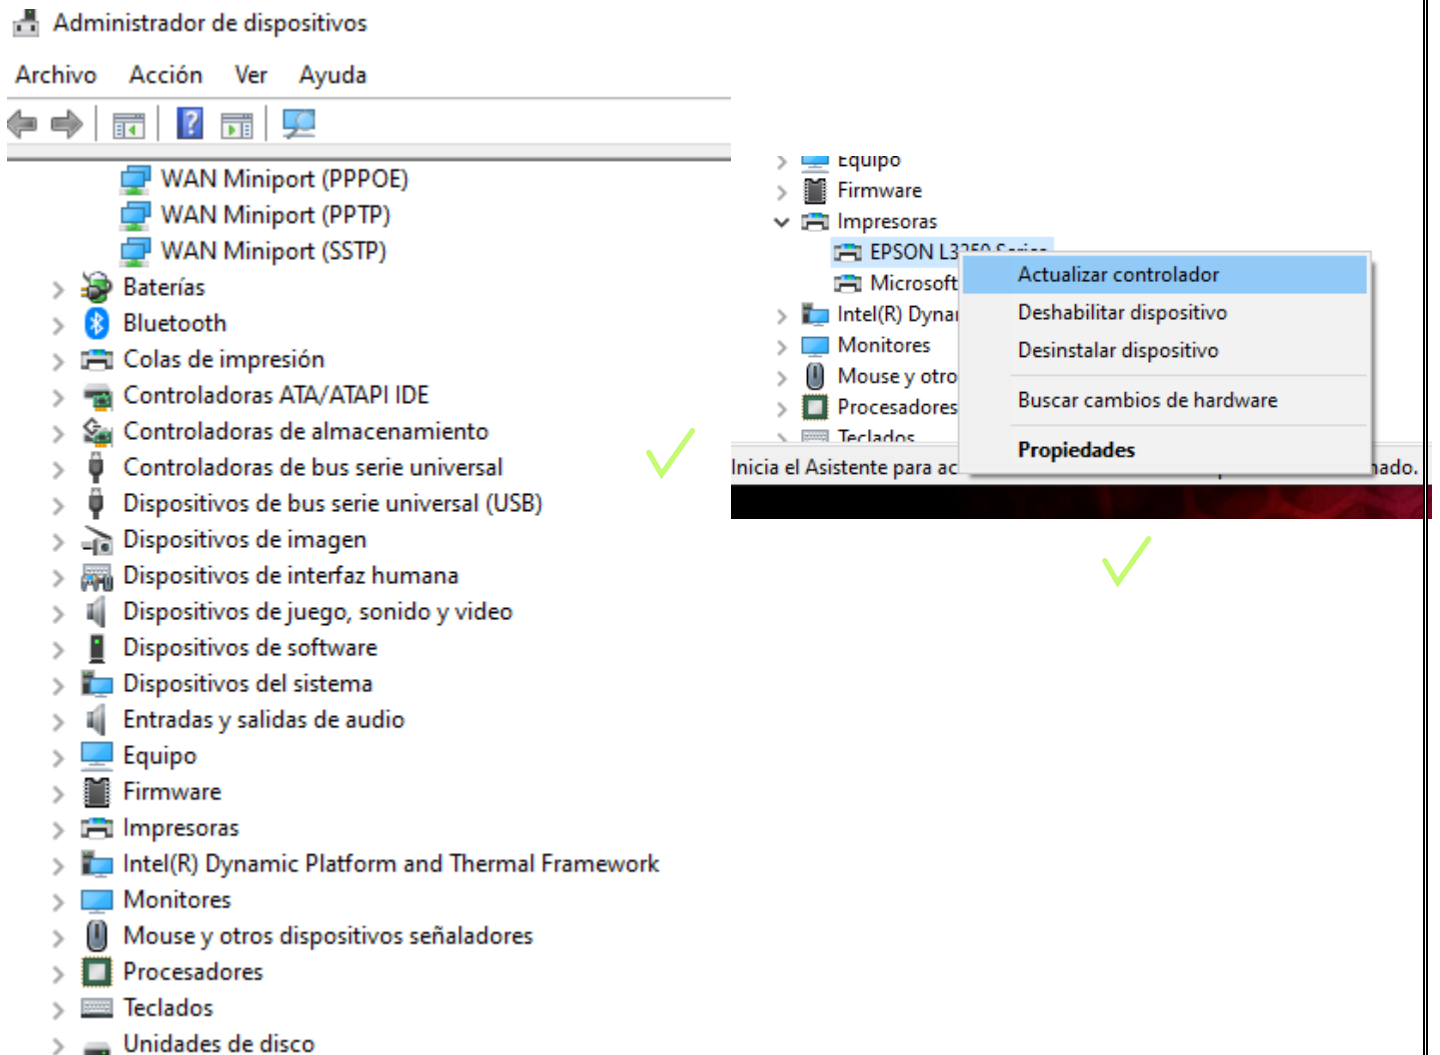 Administrador de dispositivos
Archivo Acción Ver Ayuda
WAN Miniport (PPPOE)
WAN Miniport (PPTP)
WAN Miniport (SSTP)
Baterías
Bluetooth
Colas de impresión
Controladoras ATA/ATAPI IDE
Controladoras de almacenamiento
Controladoras de bus serie universal
Dispositivos de bus serie universal (USB)
Dispositivos de imagen
Dispositivos de interfaz humana
Dispositivos de juego, sonido y video
Dispositivos de software
Dispositivos del sistema
Entradas y salidas de audio
Equipo
Firmware
Impresoras
Intel(R) Dynamic Platform and Thermal Framework
Monitores
Mouse y otros dispositivos señaladores
Procesadores
Teclados
Unidades de disco
Equipo
Firmware
Impresoras
EPSON L3250 Series
Microsoft
Intel(R) Dynar
Monitores
Mouse y otro
Procesadores
Teclados
Inicia el Asistente para ac
nado.
Actualizar controlador
Deshabilitar dispositivo
Desinstalar dispositivo
Buscar cambios de hardware
Propiedades